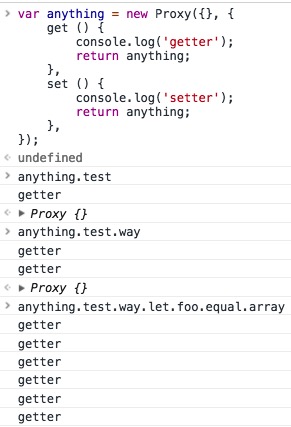 > var anything = new Proxy({}, {
get () {
console.log('getter');
return anything;
},
set () {
console.log('setter');
return anything;
},
});
< undefined
> anything.test
getter
< ▶ Proxy {}
> anything.test.way
getter
getter
< ▶ Proxy {}
> anything.test.way.let.foo.equal.array
getter
getter
getter
getter
getter
getter